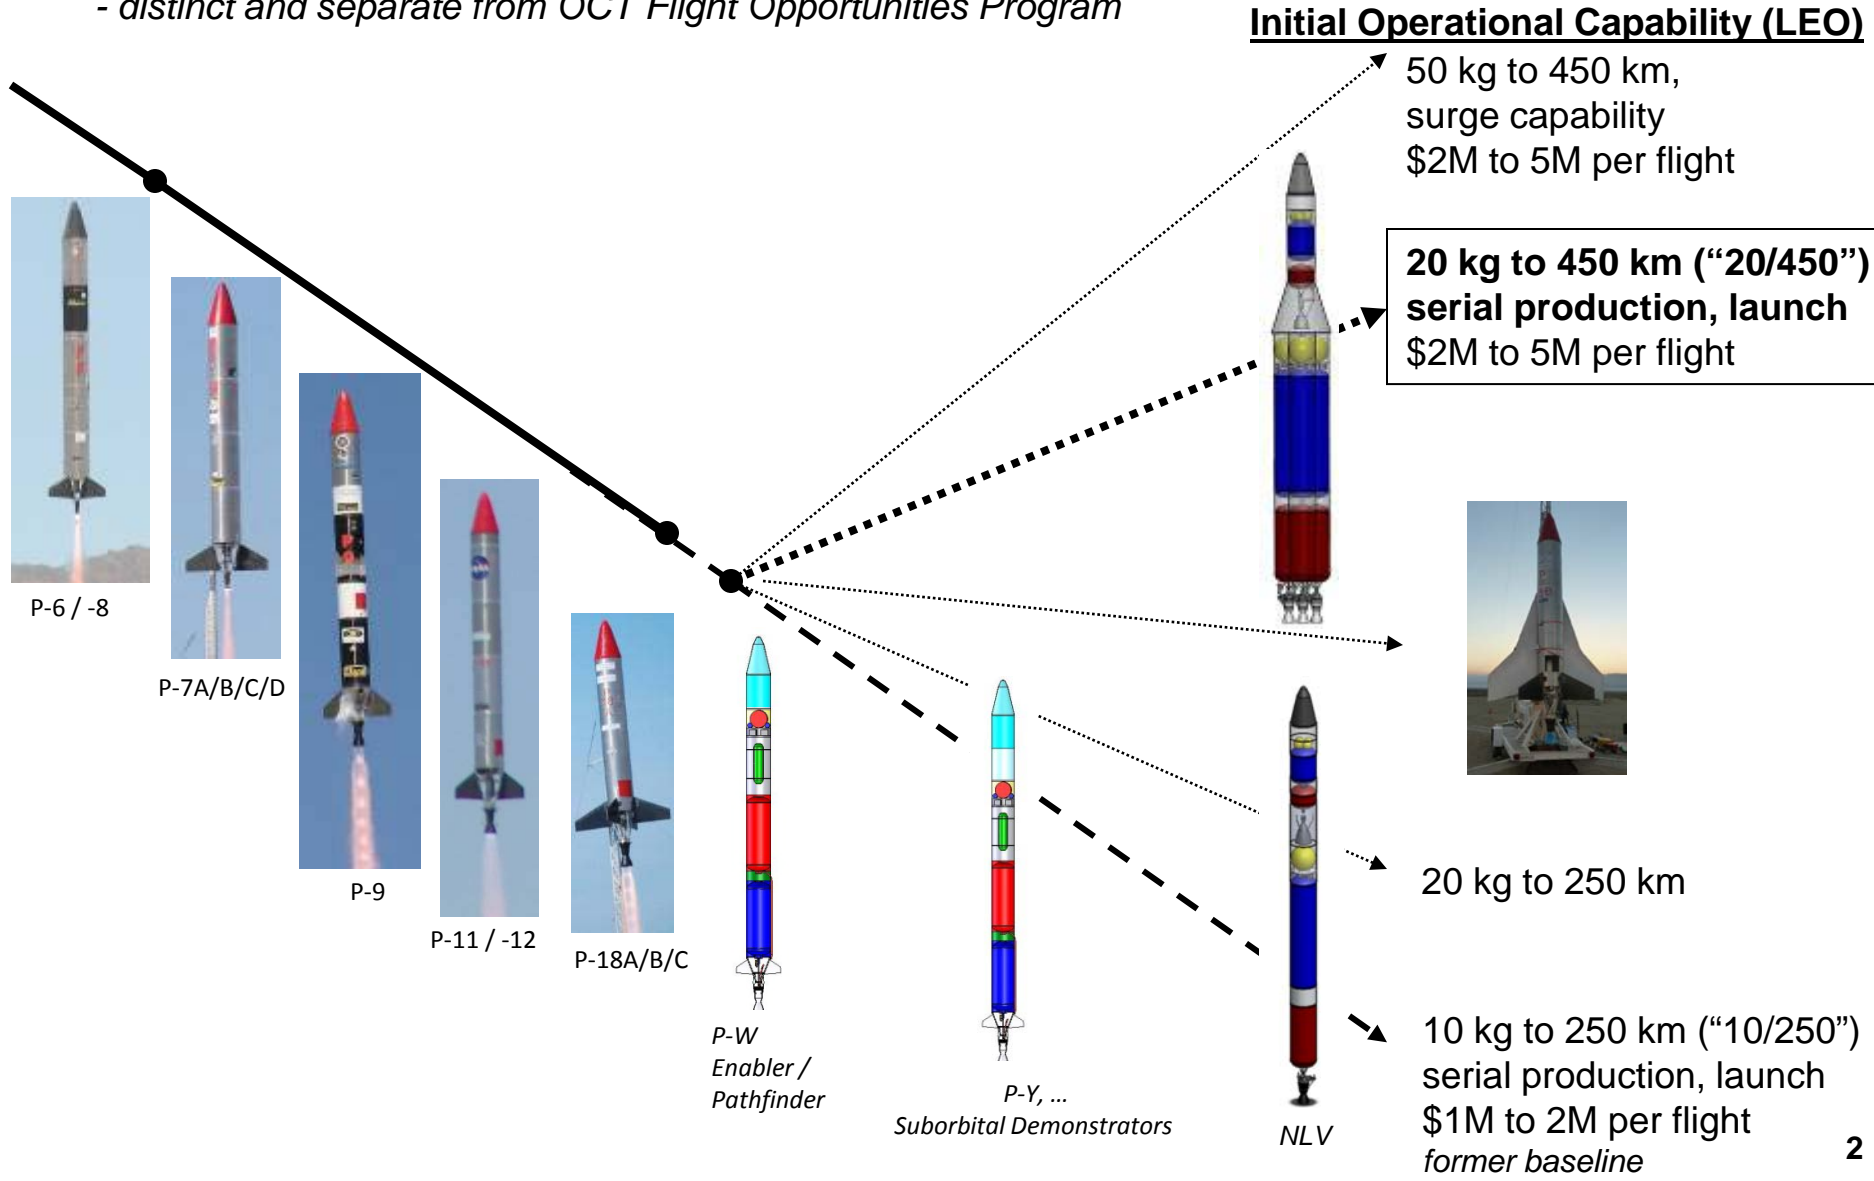 - distinct and separate from OCT Flight Opportunities Program
Initial Operational Capability (LEO)
50 kg to 450 km,
surge capability
$2M to 5M per flight
20 kg to 450 km (“20/450”)
serial production, launch
$2M to 5M per flight
P-6 / -8
P-7A/B/C/D
P-9
P-11 / -12
P-18A/B/C
P-W
Enabler /
Pathfinder
P-Y, ...
Suborbital Demonstrators
NLV
20 kg to 250 km
10 kg to 250 km (“10/250”)
serial production, launch
$1M to 2M per flight
former baseline
2